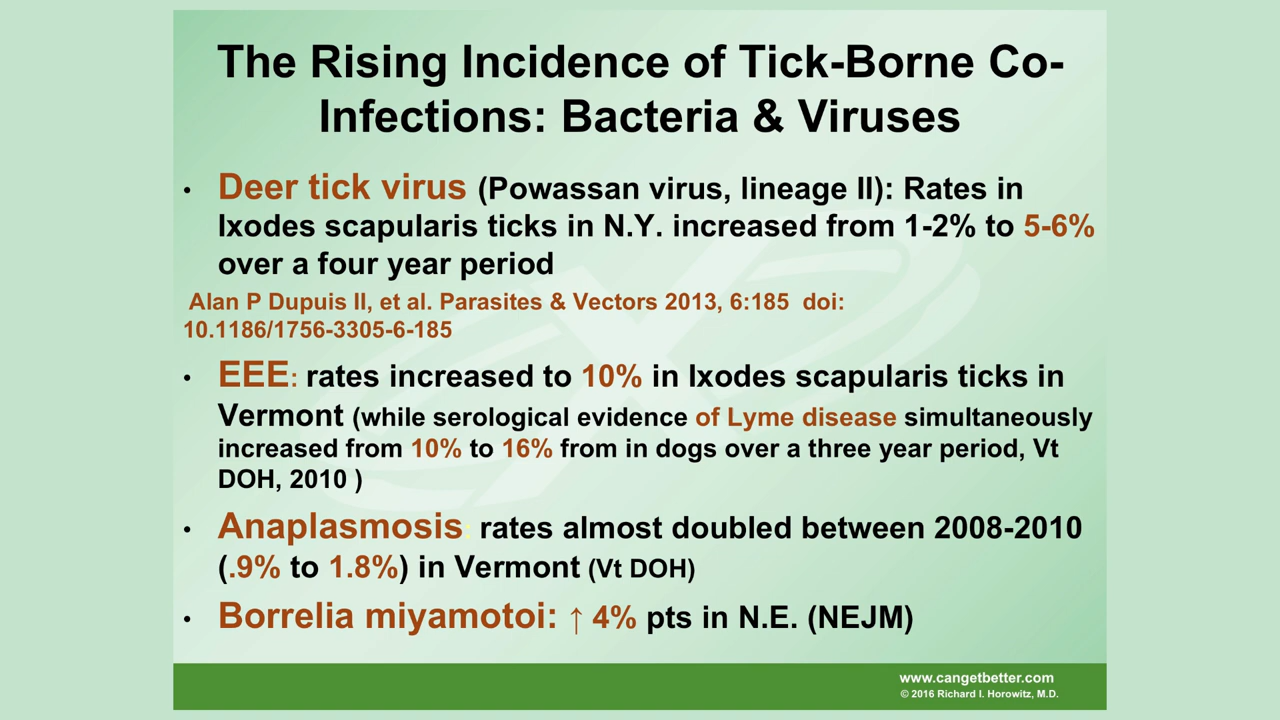 The Rising Incidence of Tick-Borne Co-
Infections: Bacteria & Viruses
• Deer tick virus (Powassan virus, lineage II): Rates in
Ixodes scapularis ticks in N.Y. increased from 1-2% to 5-6%
over a four year period
Alan P Dupuis II, et al. Parasites & Vectors 2013, 6:185 doi:
10.1186/1756-3305-6-185
• EEE: rates increased to 10% in Ixodes scapularis ticks in
Vermont (while serological evidence of Lyme disease simultaneously
increased from 10% to 16% from in dogs over a three year period, Vt
DOH, 2010 )
• Anaplasmosis: rates almost doubled between 2008-2010
(.9% to 1.8%) in Vermont (Vt DOH)
• Borrelia miyamotoi: ↑ 4% pts in N.E. (NEJM)
www.cangetbetter.com
© 2016 Richard I. Horowitz, M.D.